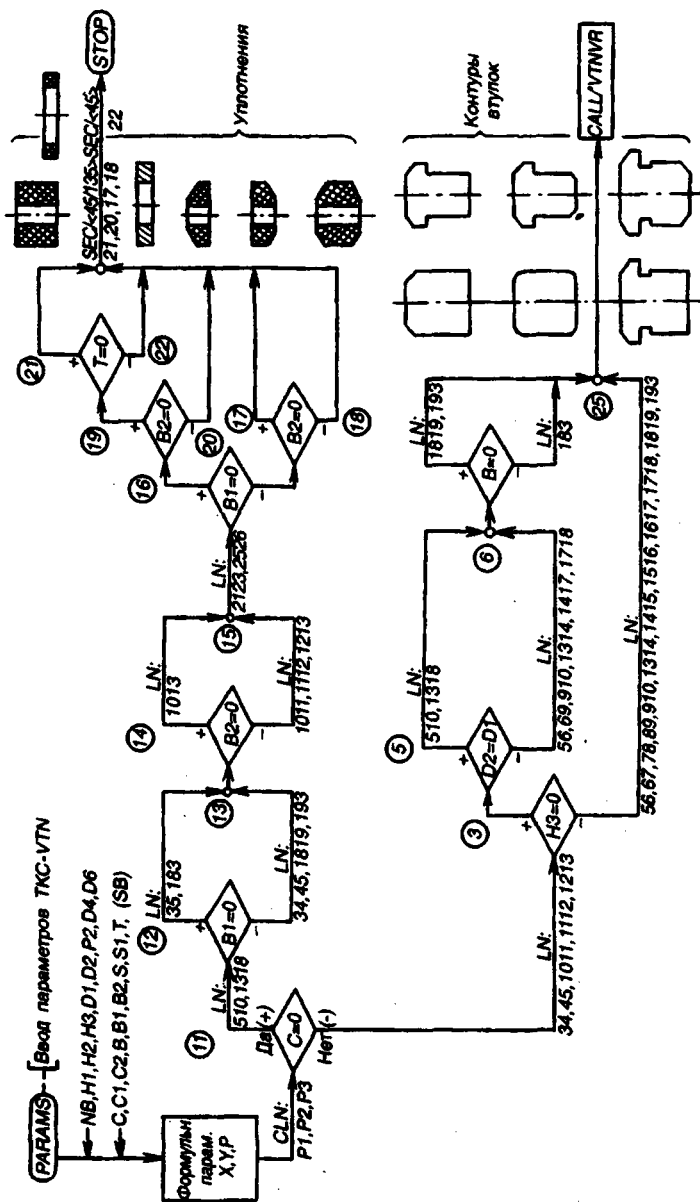 PARAMS
Ввод параметров ТКС-VTN
NB,H1,H2,H3,D1,D2,P2,D4,D6
C,C1,C2,B,B1,B2,S,S1,T, (SB)
Формульн
парам.
X,Y,P
CLN:
P1,P2,P3
C=0
Да(+)
Нет(-)
11
LN:
510,1318
B1=0
+
-
12
LN:
35,183
LN:
34,45,1819,193
13
B2=0
+
-
14
LN:
1013
LN:
1011,1112,1213
15
LN:
2123,2526
B1=0
+
-
16
B2=0
+
-
19
20
B2=0
+
-
17
18
T=0
+
-
21
22
SECK<45/135>SECK<45>
21,20,17,18
22
STOP
Уплотнения
LN:
34,45,1011,1112,1213
H3=0
+
-
3
D2=D1
+
-
5
LN:
510,1318
LN:
56,69,910,1314,1417,1718
6
B=0
+
-
LN:
1819,193
LN:
183
LN:
56,67,78,89,910,1314,1415,1516,1617,1718,1819,193
25
Контуры
втулок
CALL/VTNVR